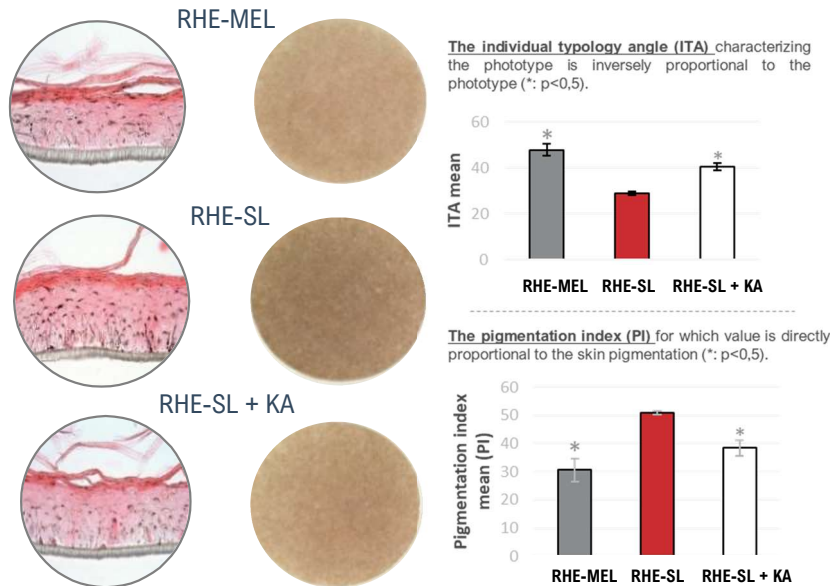 RHE-MEL
RHE-SL
RHE-SL + KA
The individual typology angle (ITA) characterizing
the phototype is inversely proportional to the
phototype (*: p<0,5).
60
40
20
0
ITA mean
*
*
RHE-MEL RHE-SL RHE-SL + KA
The pigmentation index (PI) for which value is directly
proportional to the skin pigmentation (*: p<0,5).
60
50
40
30
20
10
0
Pigmentation index
mean (PI)
*
*
RHE-MEL RHE-SL RHE-SL + KA